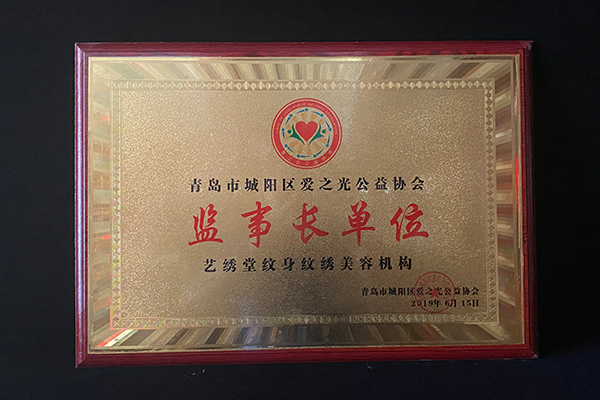 青岛市城阳区爱之光公益协会
监事长单位
艺绣堂纹身纹绣美容机构
青岛市城阳区爱之光公益协会
2019年6月15日